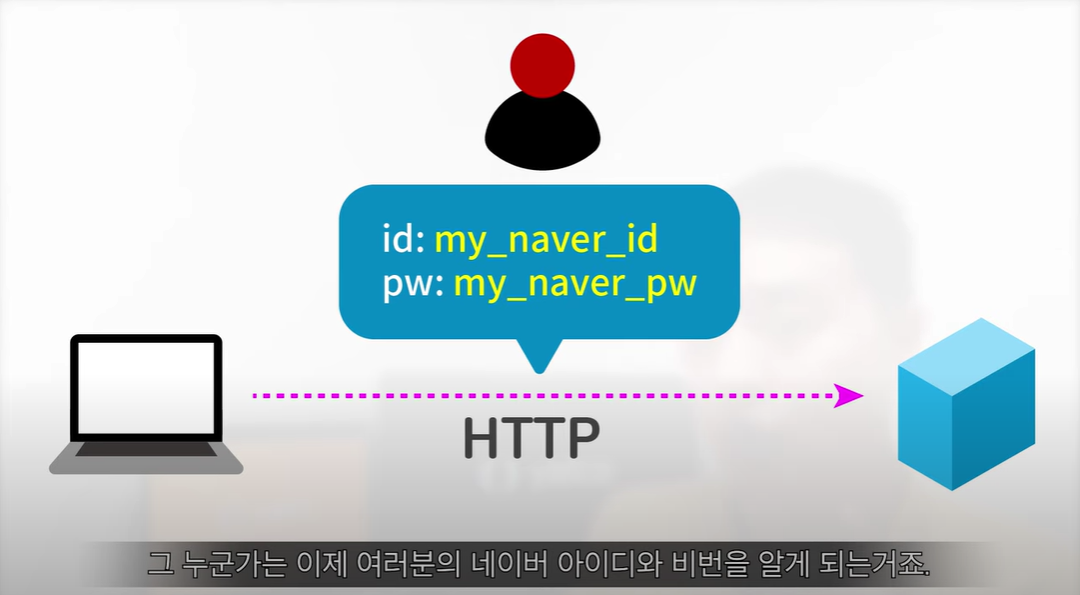 id: my_naver_id
pw: my_naver_pw
HTTP
그 누군가는 이제 여러분의 네이버 아이디와 비번을 알게 되는거죠.